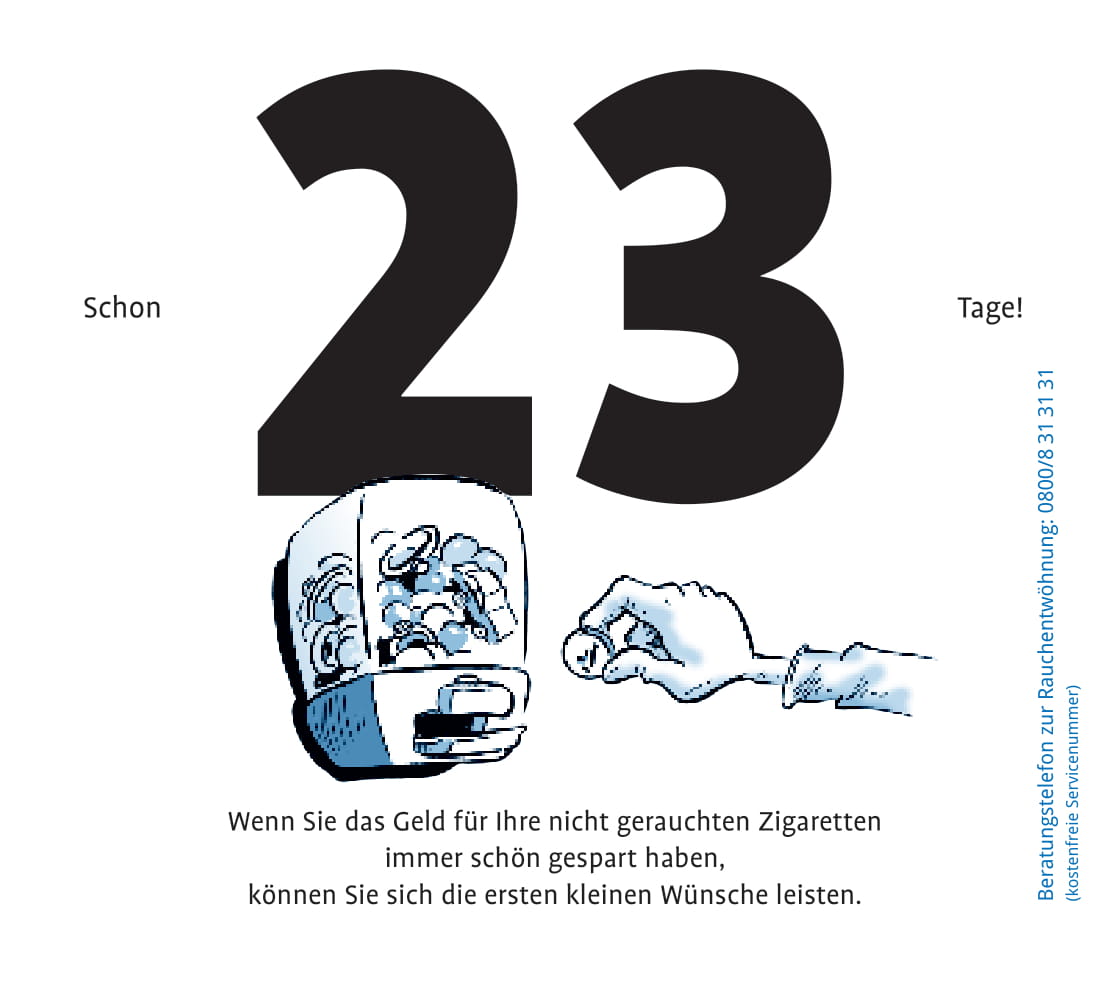 Schon
23
Tage!
Wenn Sie das Geld für Ihre nicht gerauchten Zigaretten
immer schön gespart haben,
können Sie sich die ersten kleinen Wünsche leisten.
Beratungstelefon zur Rauchentwöhnung: 0800/8 31 31 31
(kostenfreie Servicenummer)